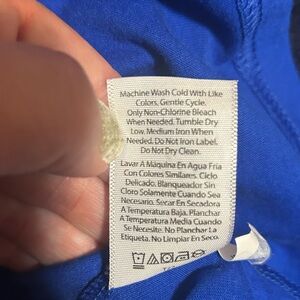 Machine Wash Cold With Like
Colors. Gentle Cycle.
Only Non-Chlorine Bleach
When Needed. Tumble Dry
Low. Medium Iron When
Needed. Do Not Iron Label.
Do Not Dry Clean.
Lavar A Máquina En Agua Fría
Con Colores Similares. Ciclo
Delicado. Blanqueador Sin
Cloro Solamente Cuando Sea
Necesario. Secar En Secadora
A Temperatura Baja. Planchar
A Temperatura Media Cuando
Se Necesite. No Planchar La
Etiqueta. No Limpiar En Seco.